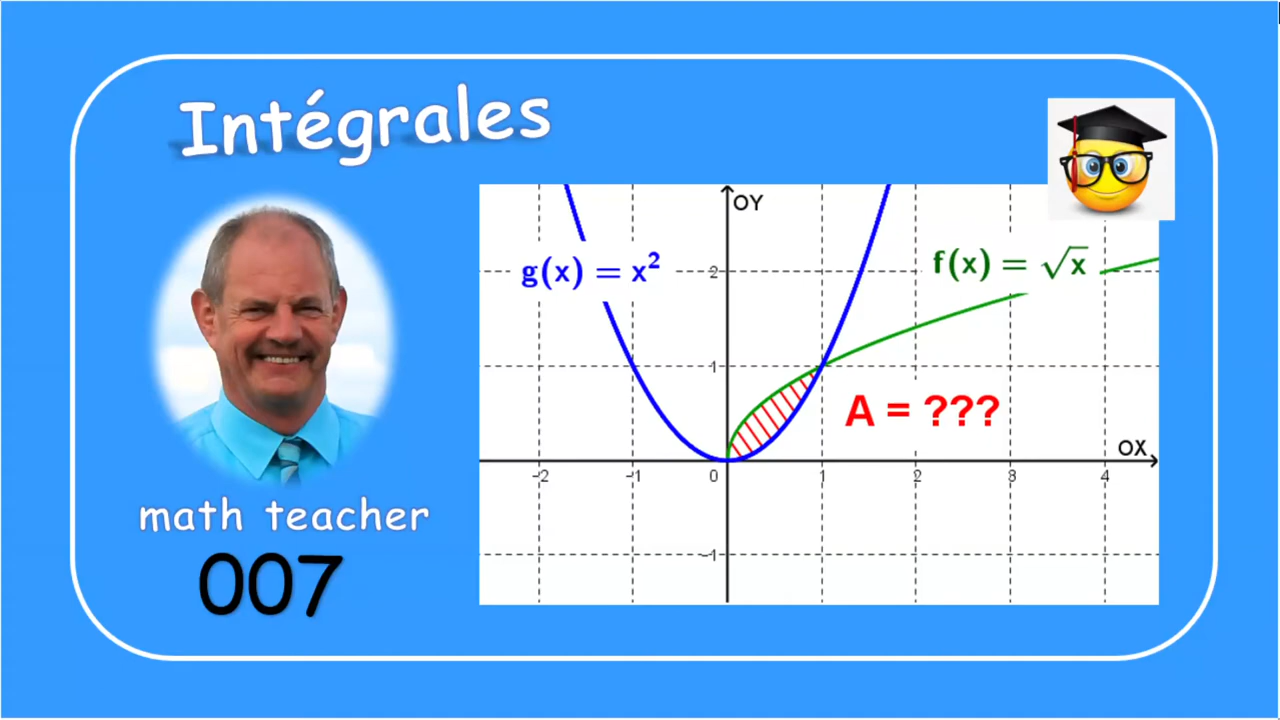 Intégrales
OY
g(x) = x²
f(x) = √x
2
1
A = ???
OX
-2 -1 0 1 2 3 4
-1
math teacher
007